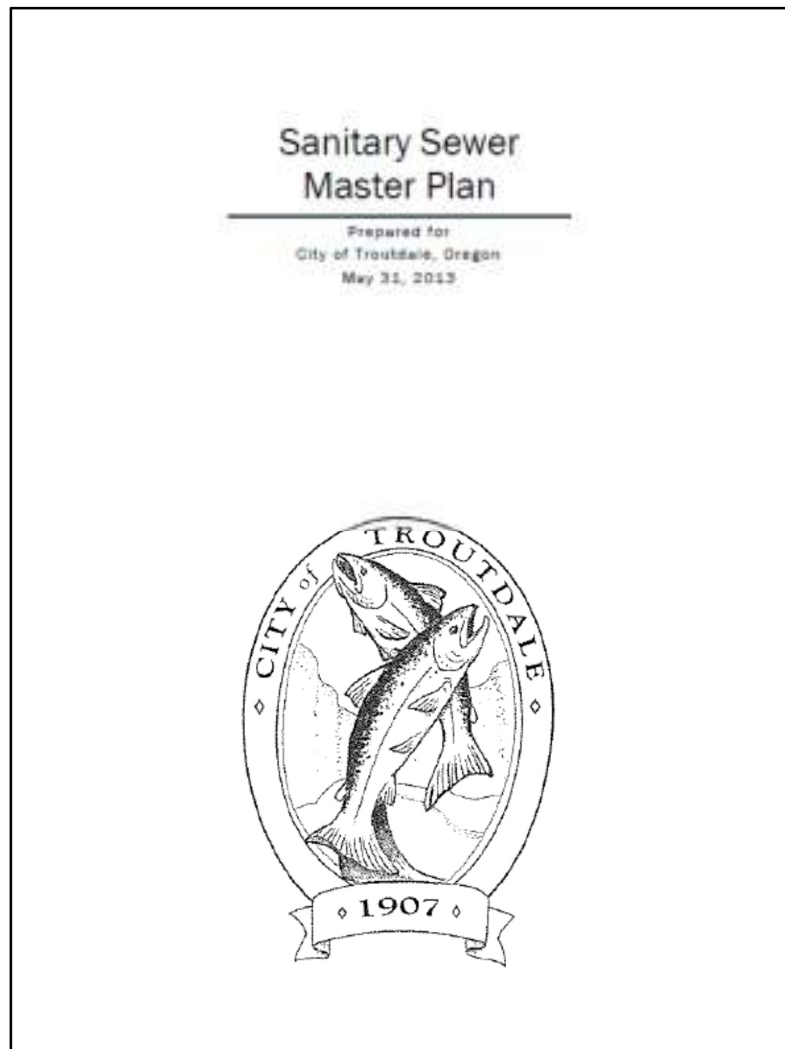 Sanitary Sewer
Master Plan
Prepared for
City of Troutdale, Oregon
May 31, 2013
CITY of TROUTDALE
1907